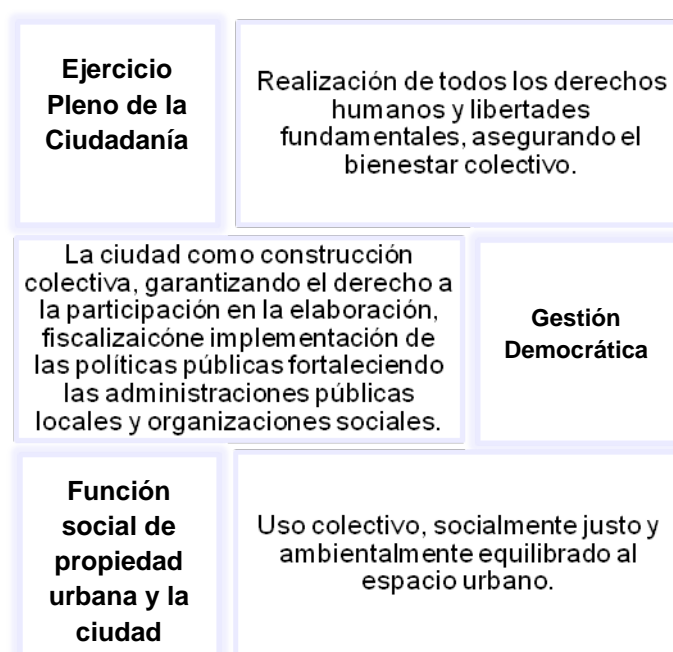 Ejercicio
Pleno de la
Ciudadanía
Realización de todos los derechos
humanos y libertades
fundamentales, asegurando el
bienestar colectivo.
La ciudad como construcción
colectiva, garantizando el derecho a
la participación en la elaboración,
fiscalizaicóne implementación de
las políticas públicas fortaleciendo
las administraciones públicas
locales y organizaciones sociales.
Gestión
Democrática
Función
social de
propiedad
urbana y la
ciudad
Uso colectivo, socialmente justo y
ambientalmente equilibrado al
espacio urbano.